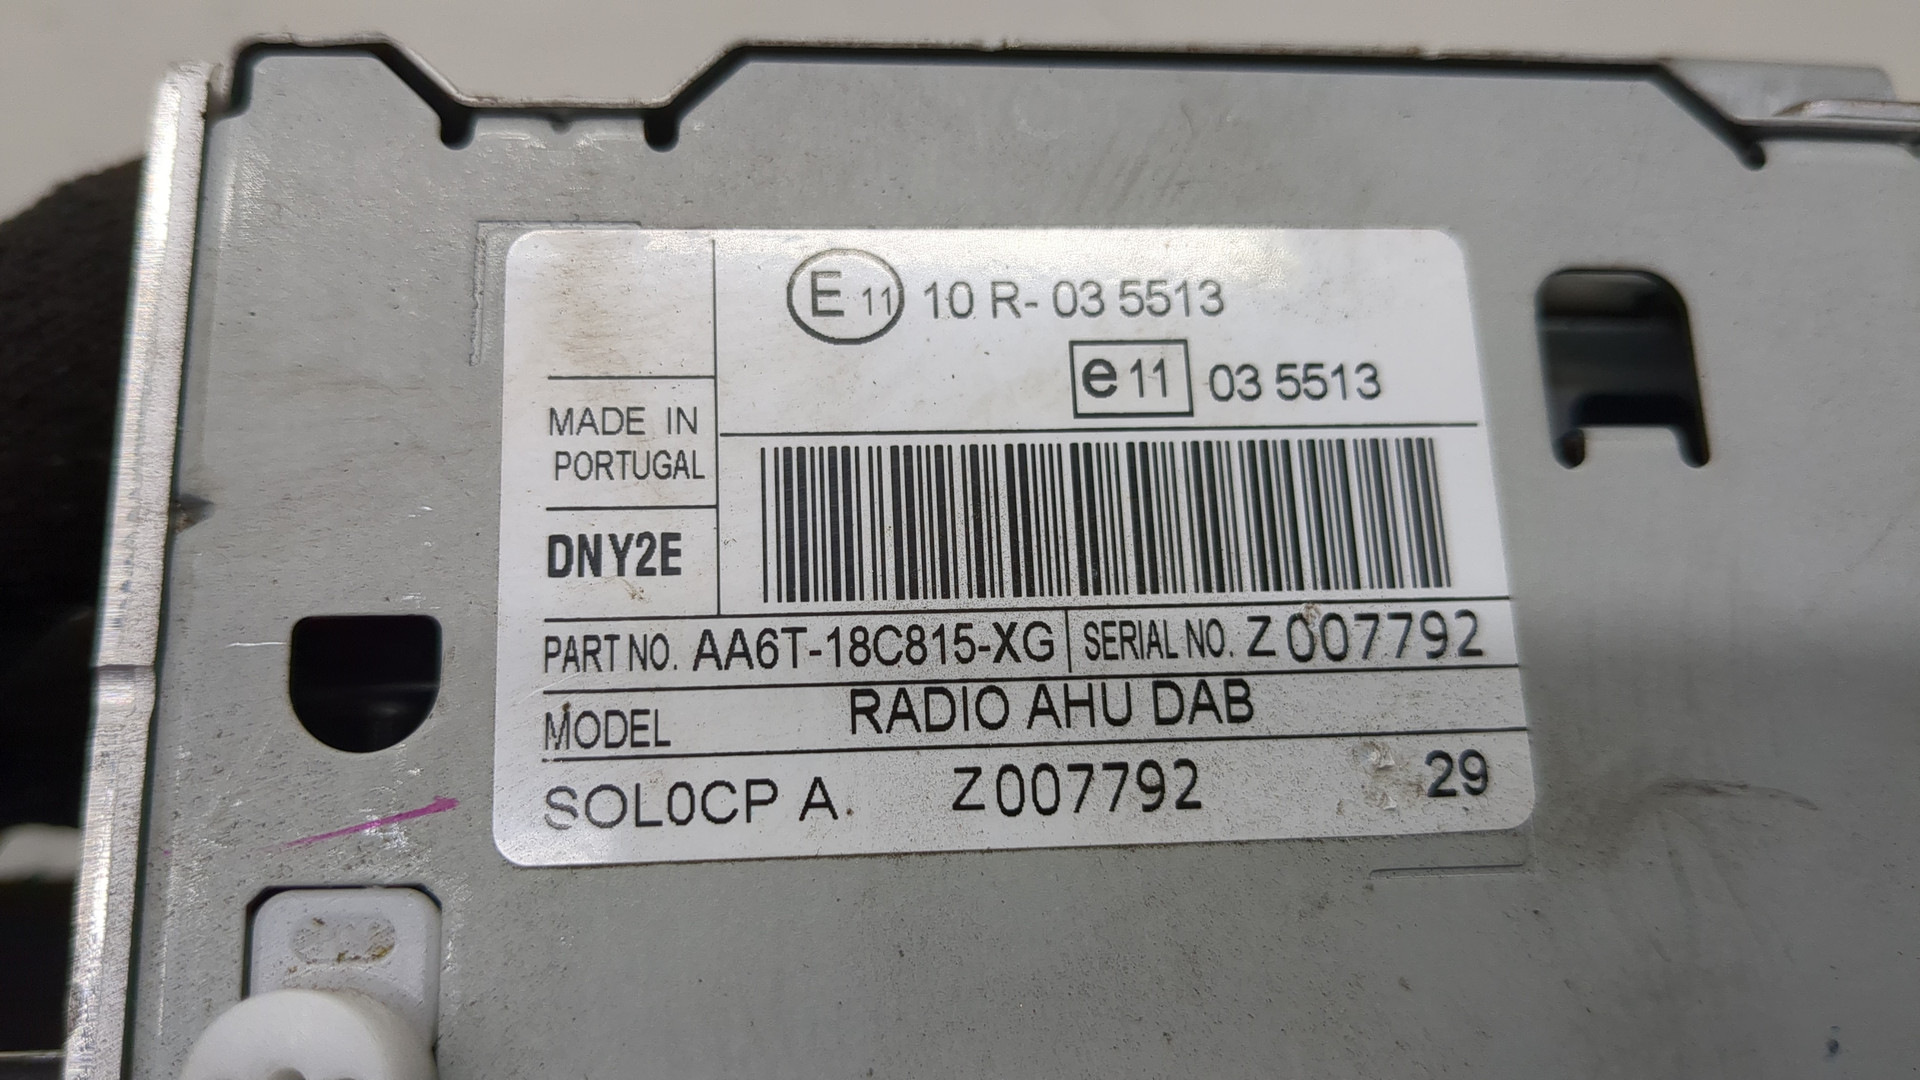 E 11 10 R- 03 5513
e 11 03 5513
MADE IN
PORTUGAL
DNY2E
PART NO. AA6T-18C815-XG SERIAL NO. Z007792
MODEL RADIO AHU DAB
SOL0CP A Z007792 29